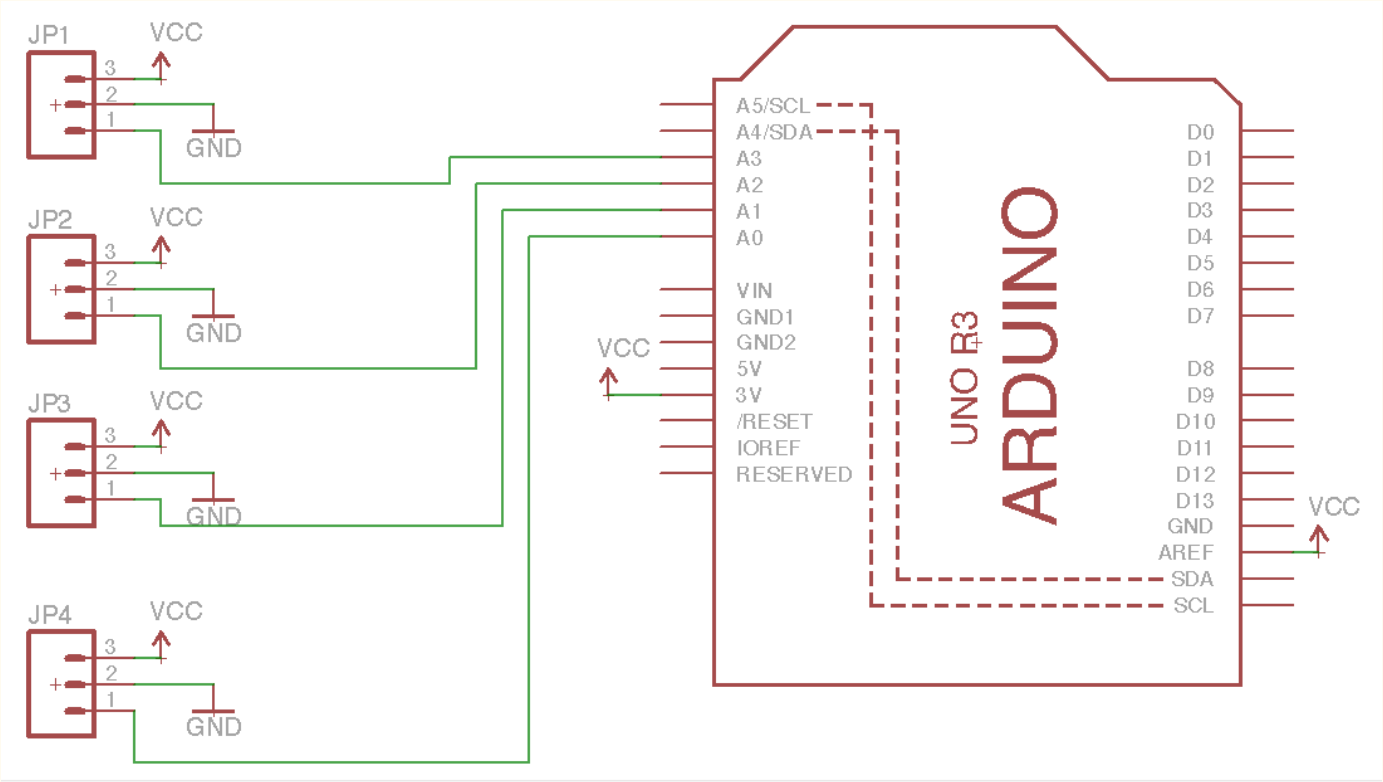 JP1
VCC
3
2
1
GND
JP2
VCC
3
2
1
GND
JP3
VCC
3
2
1
GND
JP4
VCC
3
2
1
GND
VCC
A5/SCL
A4/SDA
A3
A2
A1
A0
VIN
GND1
GND2
5V
3V
/RESET
IOREF
RESERVED
UNO R3
ARDUINO
D0
D1
D2
D3
D4
D5
D6
D7
D8
D9
D10
D11
D12
D13
GND
AREF
SDA
SCL
VCC